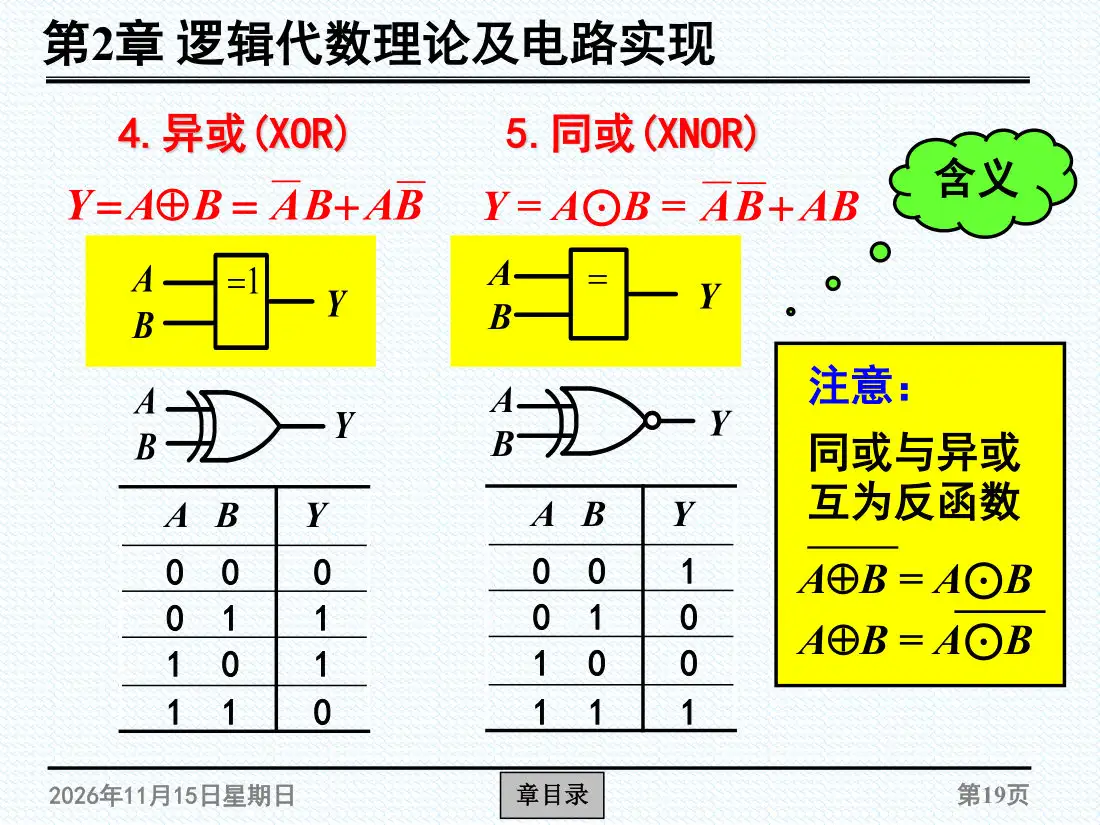 第2章 逻辑代数理论及电路实现
4.异或(XOR)
Y=A⊕B = A̅B+AB̅
A
B
=1
Y
A
B
Y
A B Y
0 0 0
0 1 1
1 0 1
1 1 0
5.同或(XNOR)
Y = A⊙B = A̅ B̅+AB
A
B
=
Y
A
B
Y
A B Y
0 0 1
0 1 0
1 0 0
1 1 1
含义
注意:
同或与异或
互为反函数
A̅⊕̅B̅ = A⊙B
A⊕B = A̅⊙̅B̅
2026年11月15日星期日
章目录
第19页